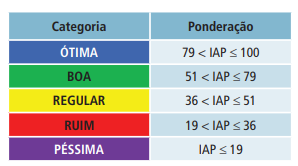 Categoria Ponderação
ÓTIMA 79 < IAP ≤ 100
BOA 51 < IAP ≤ 79
REGULAR 36 < IAP ≤ 51
RUIM 19 < IAP ≤ 36
PÉSSIMA IAP ≤ 19